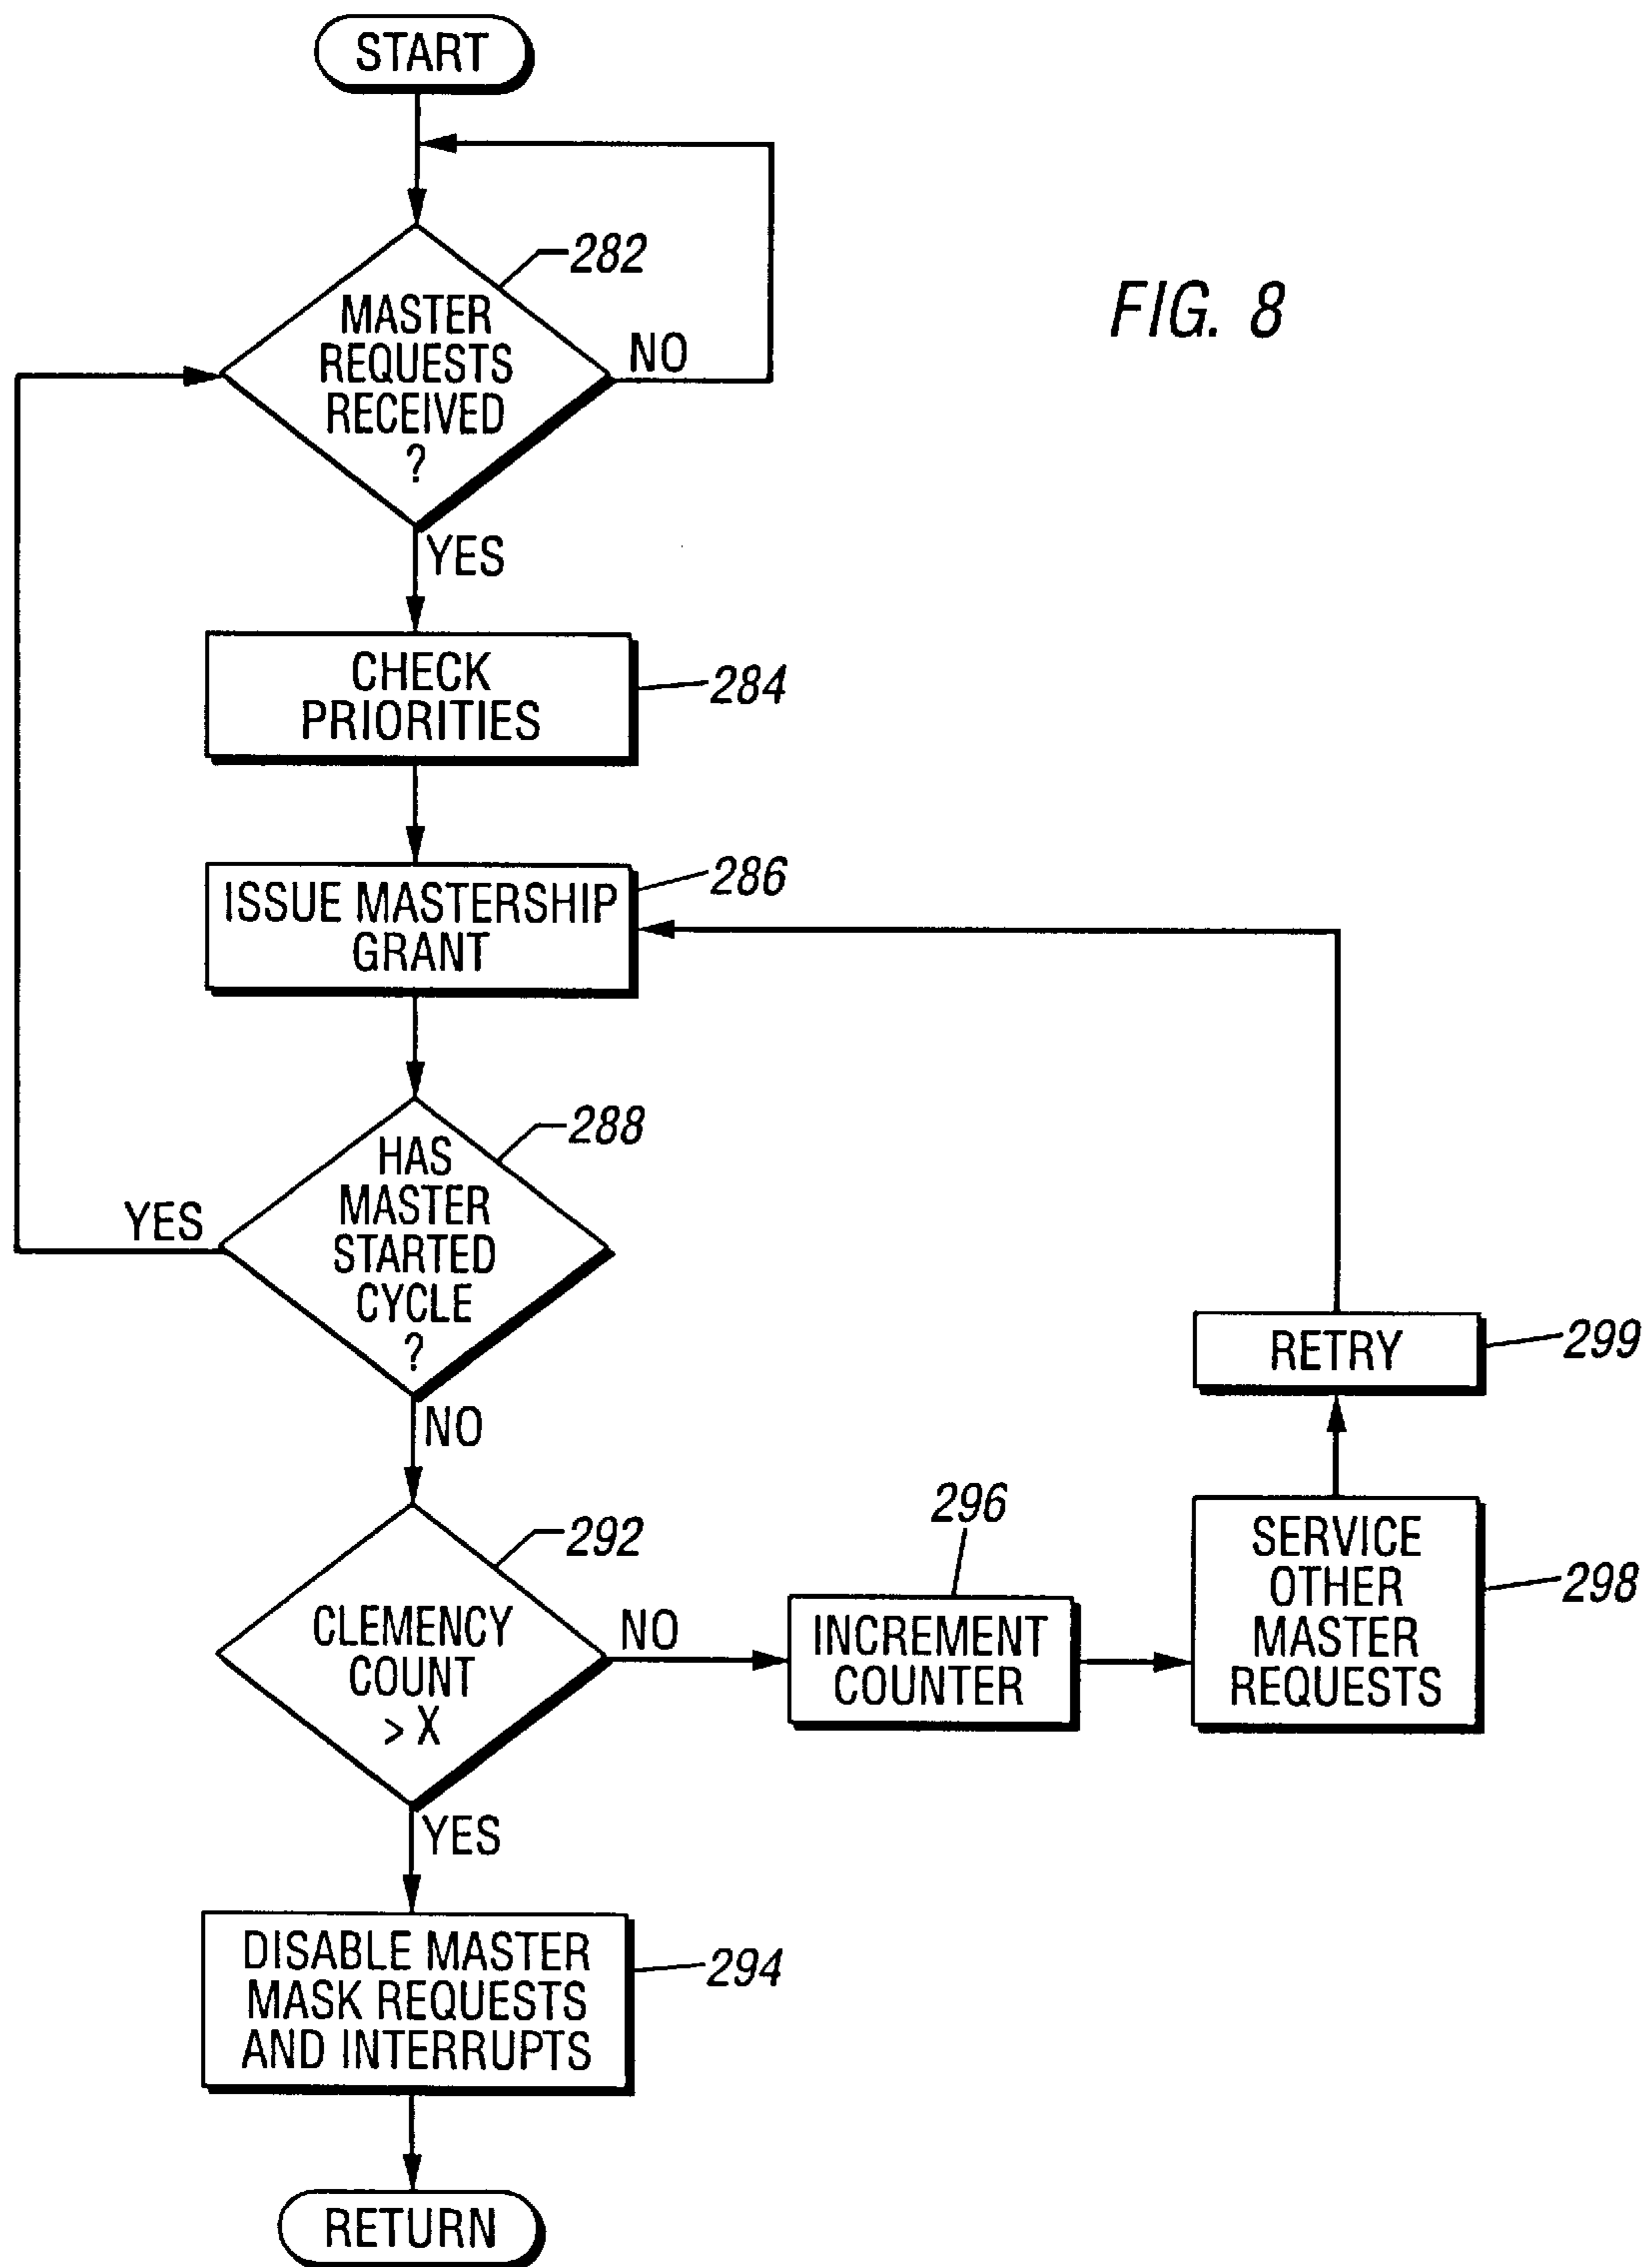 START
FIG. 8
282
MASTER
REQUESTS
RECEIVED
?
NO
YES
CHECK
PRIORITIES
284
ISSUE MASTERSHIP
GRANT
286
HAS
MASTER
STARTED
CYCLE
?
288
YES
NO
CLEMENCY
COUNT
> X
292
NO
YES
INCREMENT
COUNTER
296
SERVICE
OTHER
MASTER
REQUESTS
298
RETRY
299
DISABLE MASTER
MASK REQUESTS
AND INTERRUPTS
294
RETURN